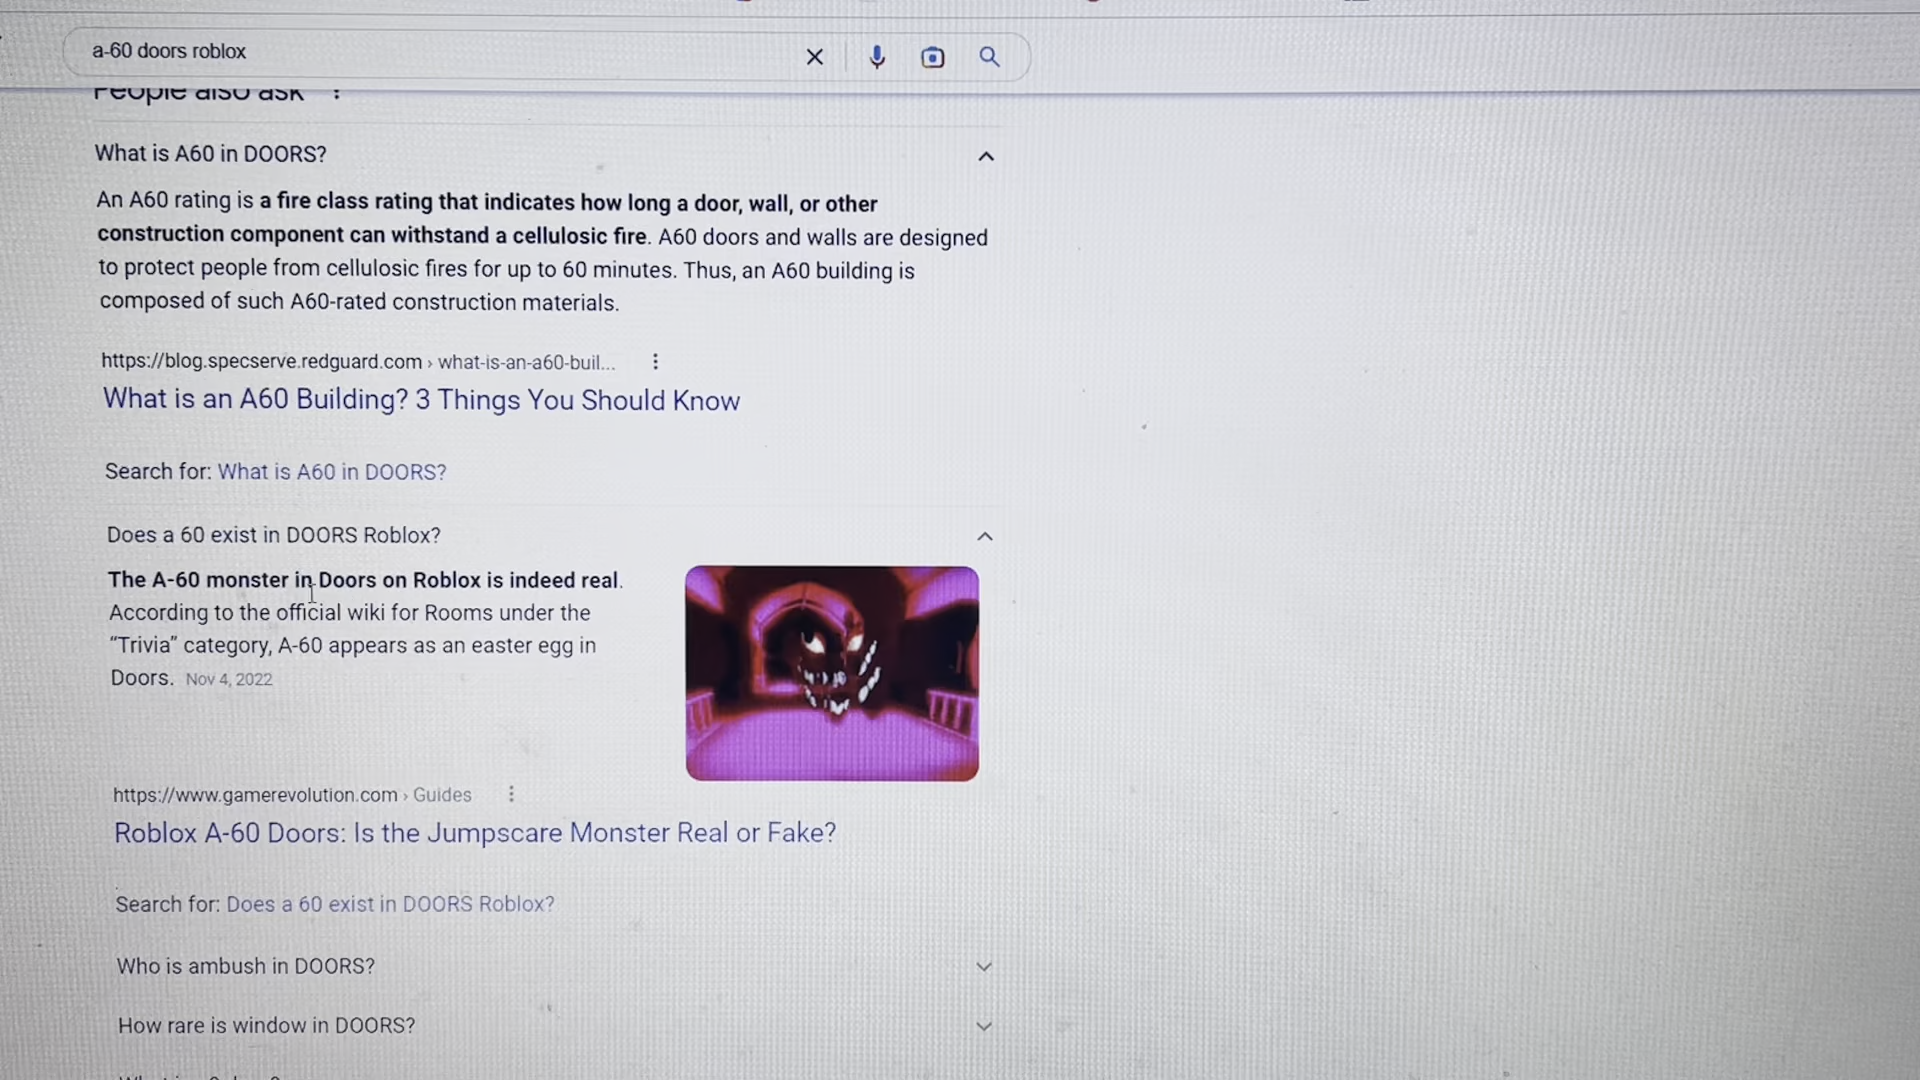 a-60 doors roblox
People also ask
What is A60 in DOORS?
An A60 rating is a fire class rating that indicates how long a door, wall, or other
construction component can withstand a cellulosic fire. A60 doors and walls are designed
to protect people from cellulosic fires for up to 60 minutes. Thus, an A60 building is
composed of such A60-rated construction materials.
https://blog.specserve.redguard.com › what-is-an-a60-buil...
What is an A60 Building? 3 Things You Should Know
Search for: What is A60 in DOORS?
Does a 60 exist in DOORS Roblox?
The A-60 monster in Doors on Roblox is indeed real.
According to the official wiki for Rooms under the
“Trivia” category, A-60 appears as an easter egg in
Doors. Nov 4, 2022
https://www.gamerevolution.com › Guides
Roblox A-60 Doors: Is the Jumpscare Monster Real or Fake?
Search for: Does a 60 exist in DOORS Roblox?
Who is ambush in DOORS?
How rare is window in DOORS?